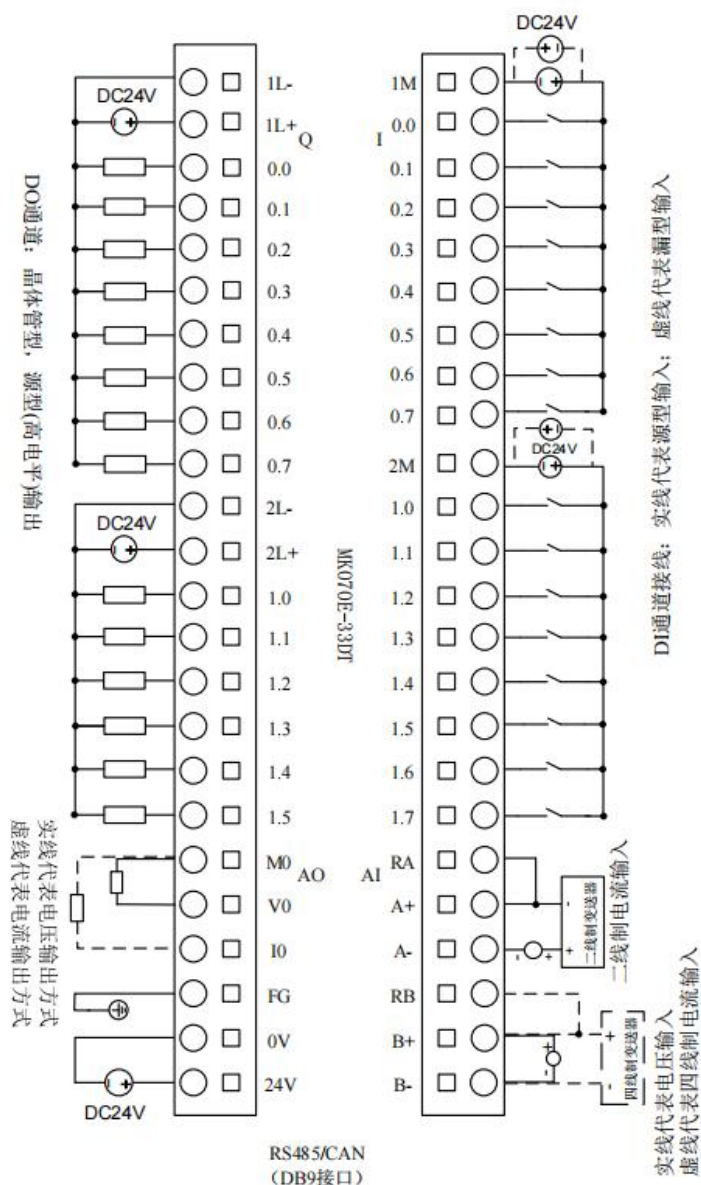 DC24V
1L-
1M
DC24V
1L+
Q
I
0.0
0.0
0.1
0.1
0.2
0.2
0.3
0.3
0.4
0.4
0.5
0.5
0.6
0.6
0.7
0.7
DC24V
2M
2L-
1.0
DC24V
2L+
1.1
1.0
1.2
1.1
1.3
1.2
1.4
1.3
1.5
1.4
1.6
1.5
1.7
M0
AO
AI
RA
V0
A+
I0
A-
FG
RB
0V
B+
24V
B-
DC24V
MK070E-33DT
DO通道：晶体管型，源型(高电平)输出
实线代表电压输出方式
虚线代表电流输出方式
DI通道接线：实线代表源型输入；虚线代表漏型输入
二线制变送器
- +
二线制电流输入
四线制变送器
+ -
实线代表电压输入
虚线代表四线制电流输入
RS485/CAN
（DB9接口）